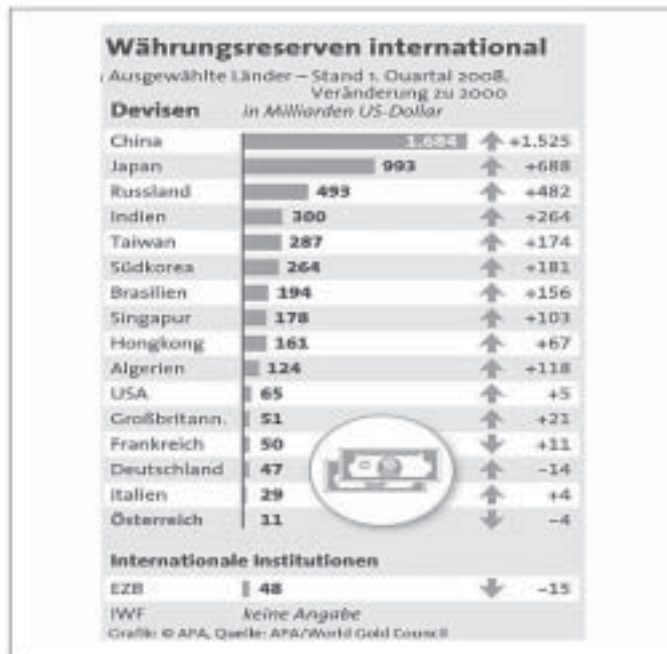 Währungsreserven international
Ausgewählte Länder – Stand 1. Quartal 2008,
Veränderung zu 2000
Devisen in Milliarden US-Dollar
China 1.684 +1.525
Japan 993 +688
Russland 493 +482
Indien 300 +264
Taiwan 287 +174
Südkorea 264 +181
Brasilien 194 +156
Singapur 178 +103
Hongkong 161 +67
Algerien 124 +118
USA 65 +5
Großbritann. 51 +21
Frankreich 50 +11
Deutschland 47 –14
Italien 29 +4
Österreich 11 –4
Internationale Institutionen
EZB 48 –15
IWF keine Angabe
Grafik: © APA, Quelle: APA/World Gold Council